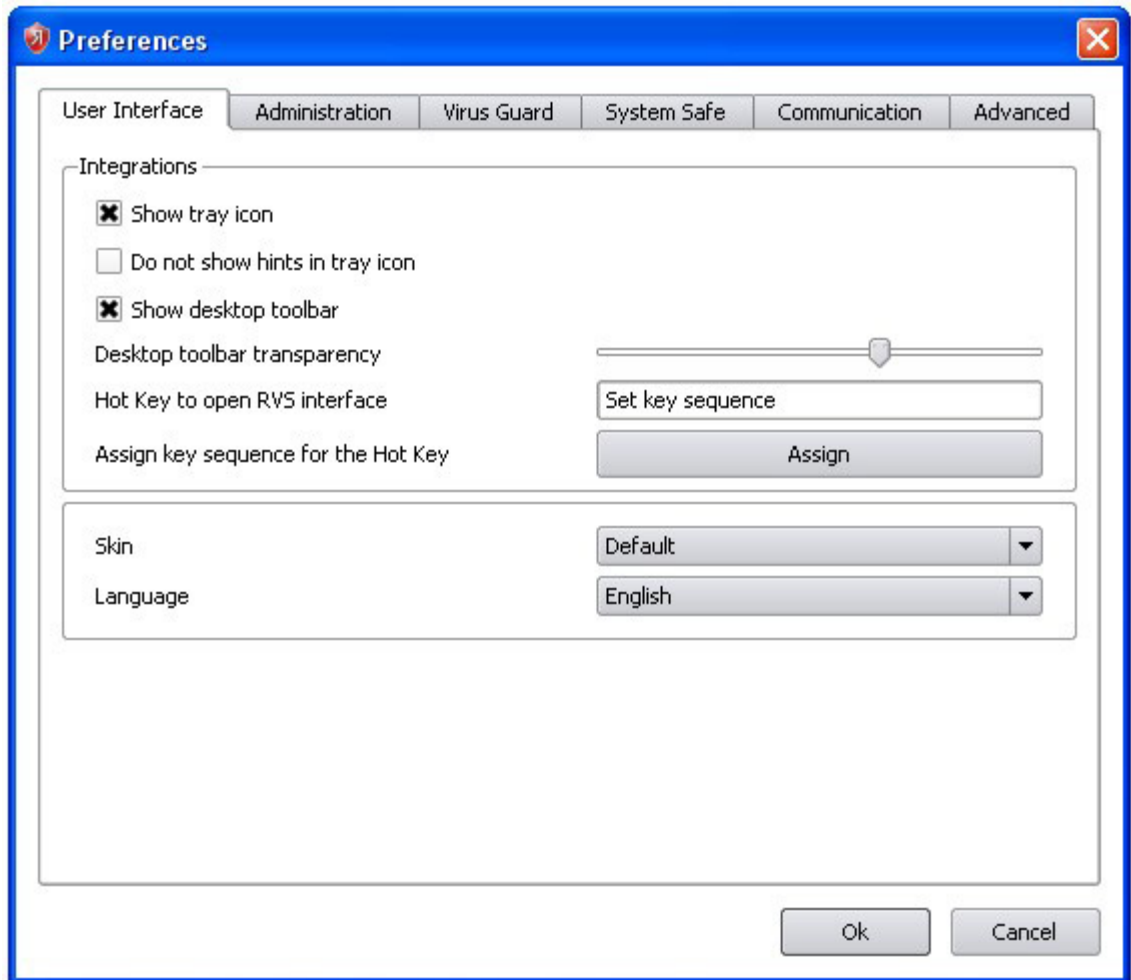 Preferences
User Interface Administration Virus Guard System Safe Communication Advanced
Integrations
Show tray icon
Do not show hints in tray icon
Show desktop toolbar
Desktop toolbar transparency
Hot Key to open RVS interface Set key sequence
Assign key sequence for the Hot Key Assign
Skin Default
Language English
Ok Cancel